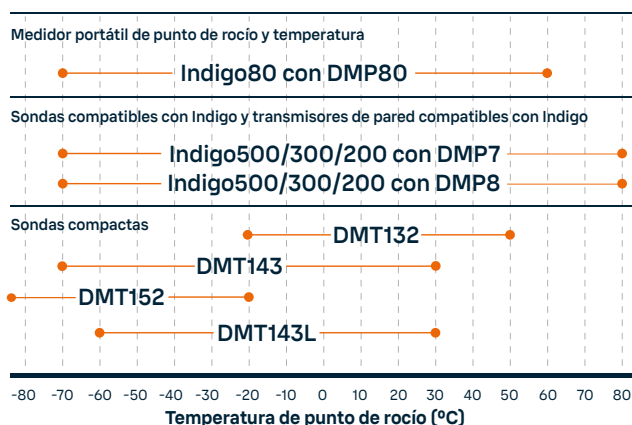 Medidor portátil de punto de rocío y temperatura
Indigo80 con DMP80
Sondas compatibles con Indigo y transmisores de pared compatibles con Indigo
Indigo500/300/200 con DMP7
Indigo500/300/200 con DMP8
Sondas compactas
DMT132
DMT143
DMT152
DMT143L
-80 -70 -60 -50 -40 -30 -20 -10 0 10 20 30 40 50 60 70 80
Temperatura de punto de rocío (ºC)